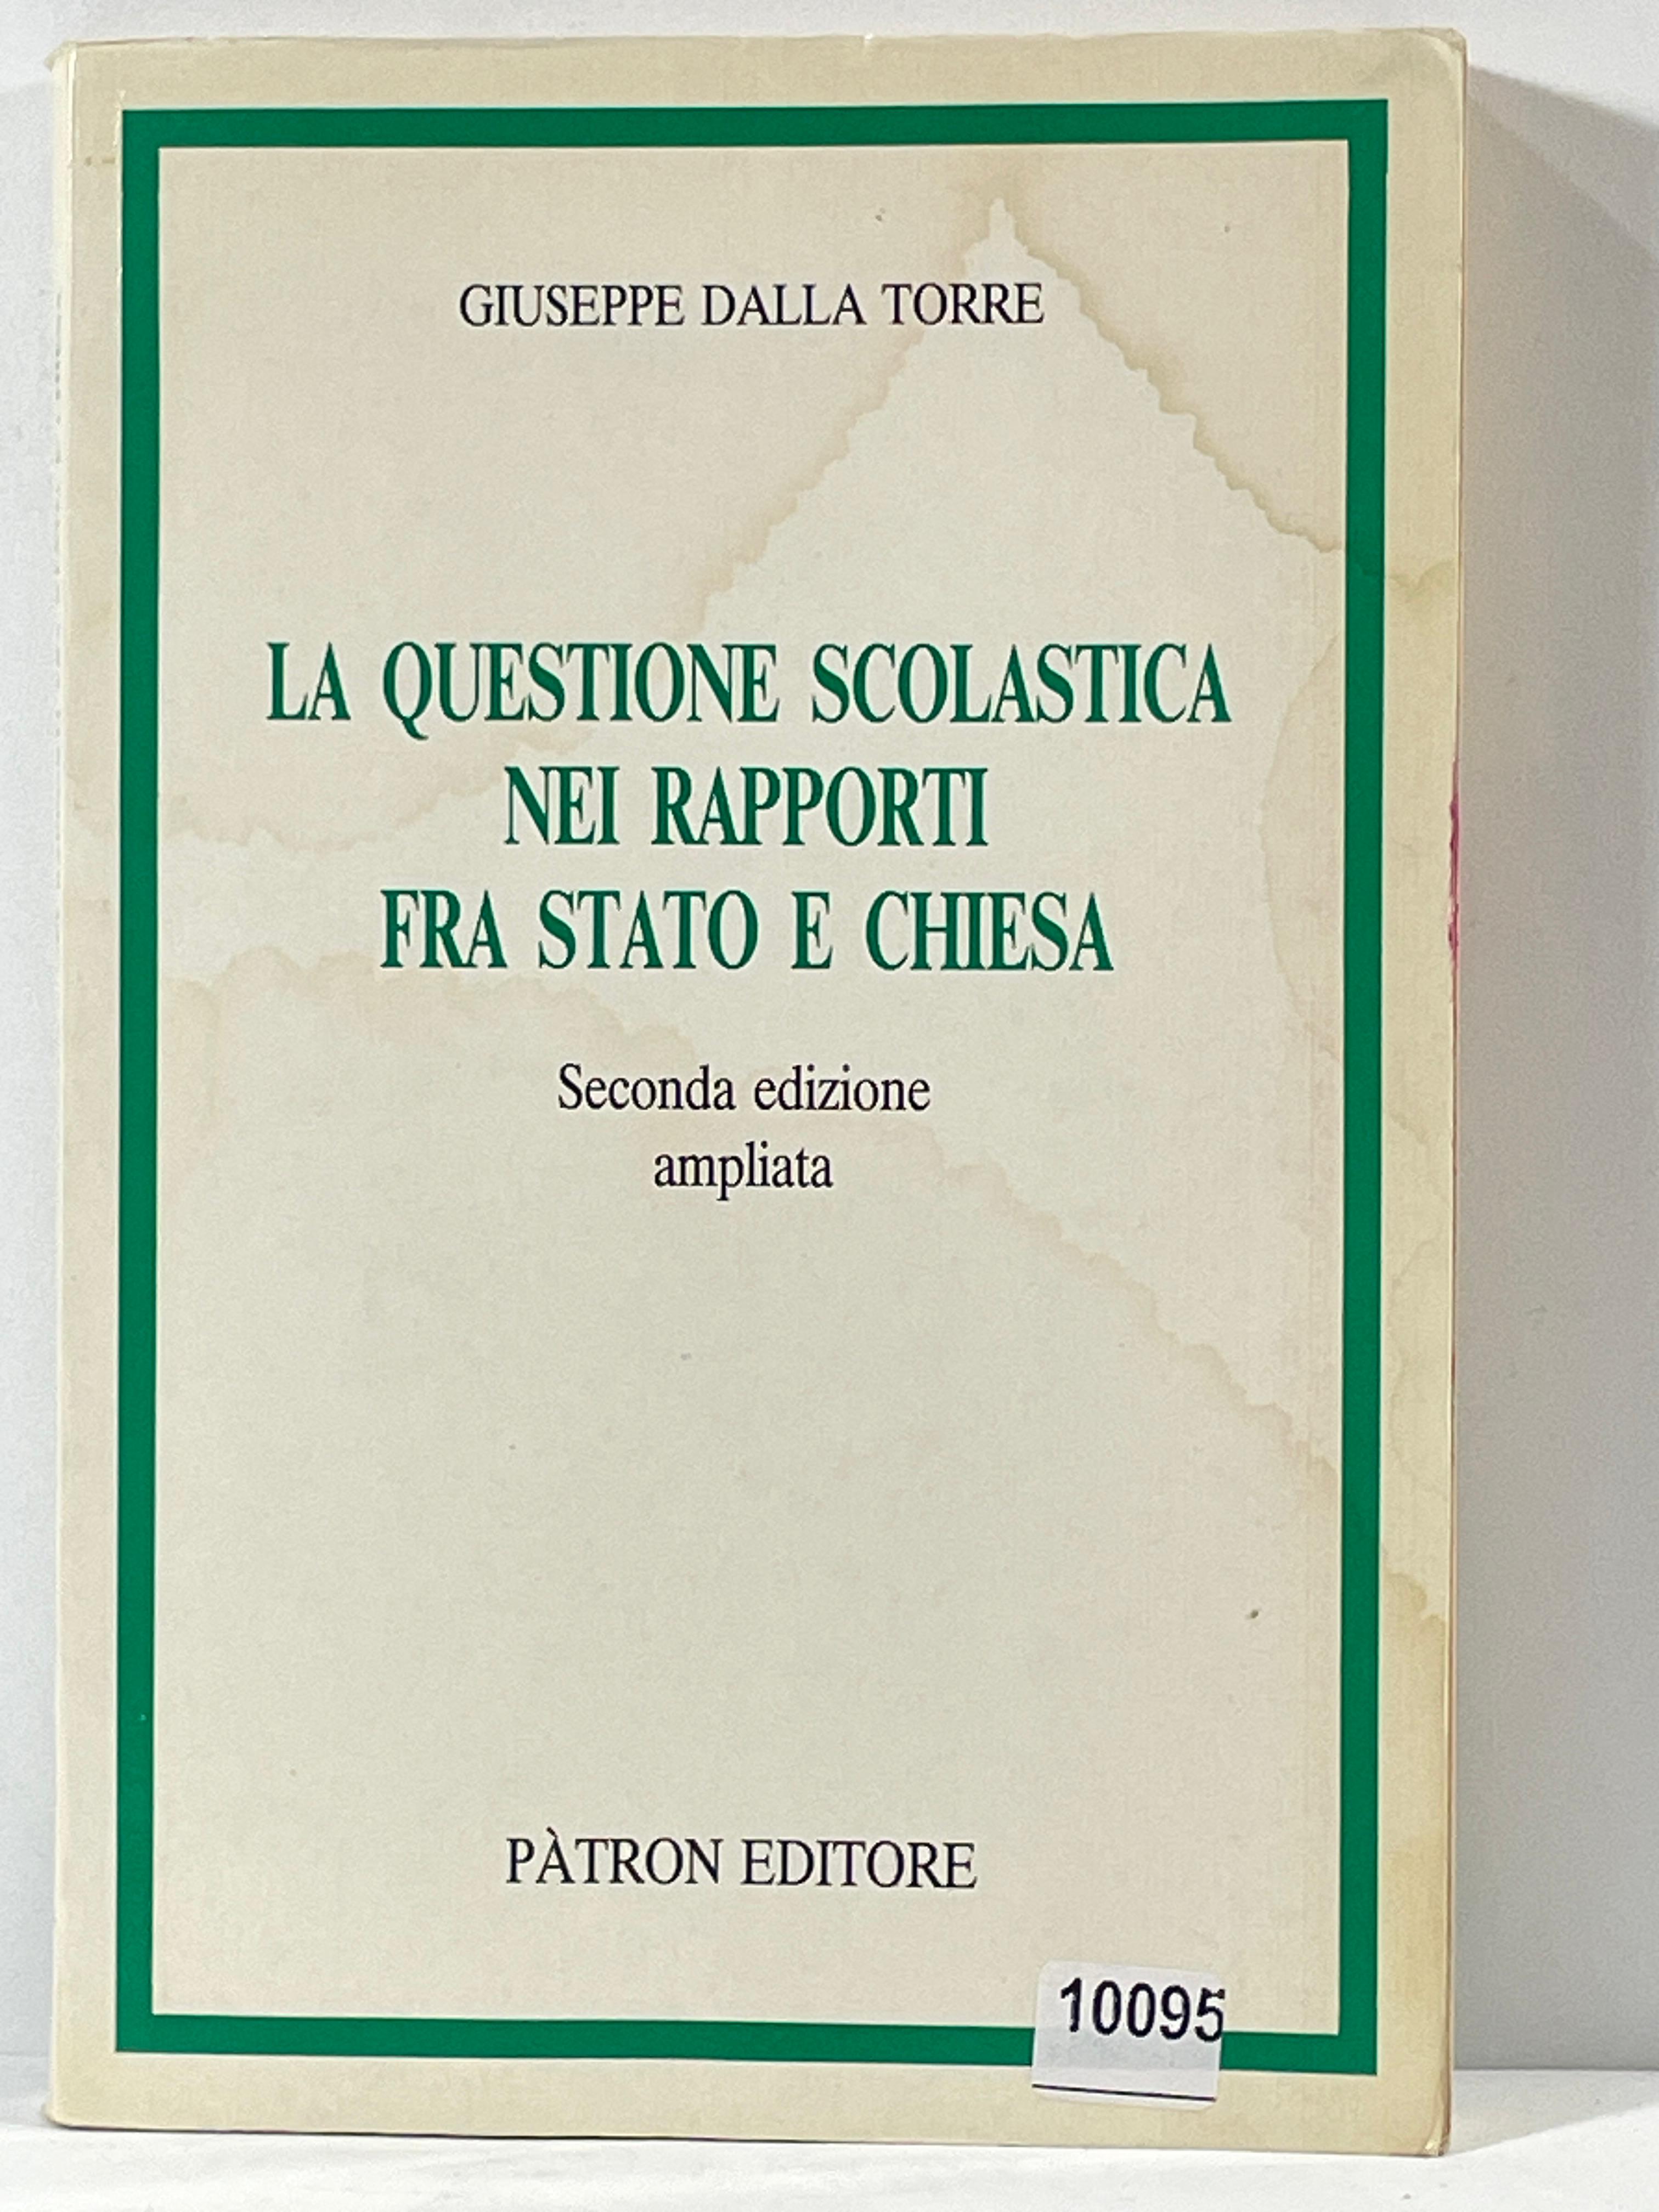 GIUSEPPE DALLA TORRE
LA QUESTIONE SCOLASTICA
NEI RAPPORTI
FRA STATO E CHIESA
Seconda edizione
ampliata
PÀTRON EDITORE
10095